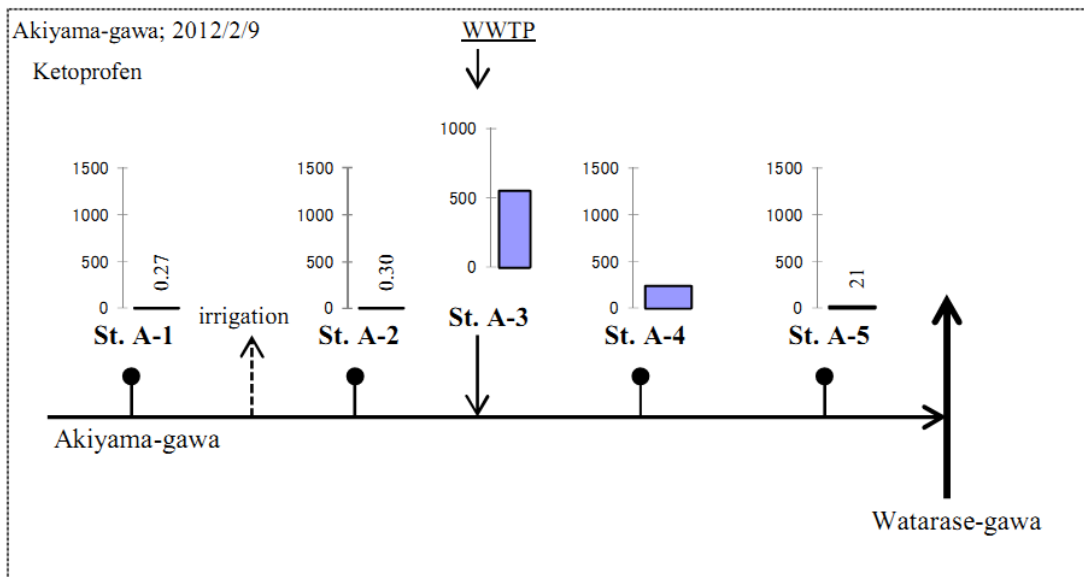 Akiyama-gawa; 2012/2/9
WWTP
Ketoprofen
1500
1000
500
0
0.27
St. A-1
irrigation
1500
1000
500
0
0.30
St. A-2
1000
500
0
St. A-3
1500
1000
500
0
St. A-4
1500
1000
500
0
21
St. A-5
Akiyama-gawa
Watarase-gawa